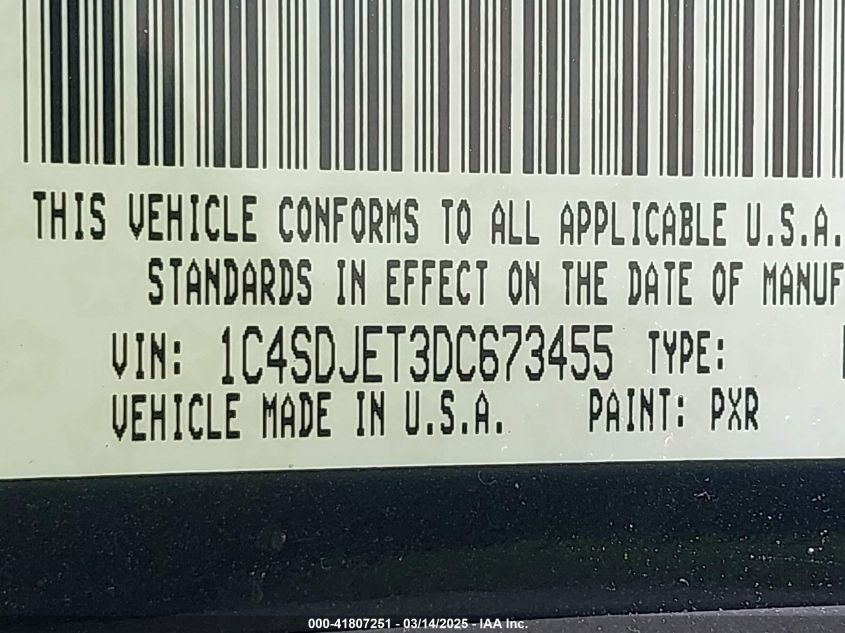 THIS VEHICLE CONFORMS TO ALL APPLICABLE U.S.A.
STANDARDS IN EFFECT ON THE DATE OF MANUF
VIN: 1C4SDJET3DC673455 TYPE:
VEHICLE MADE IN U.S.A. PAINT: PXR
000-41807251 - 03/14/2025 - IAA Inc.